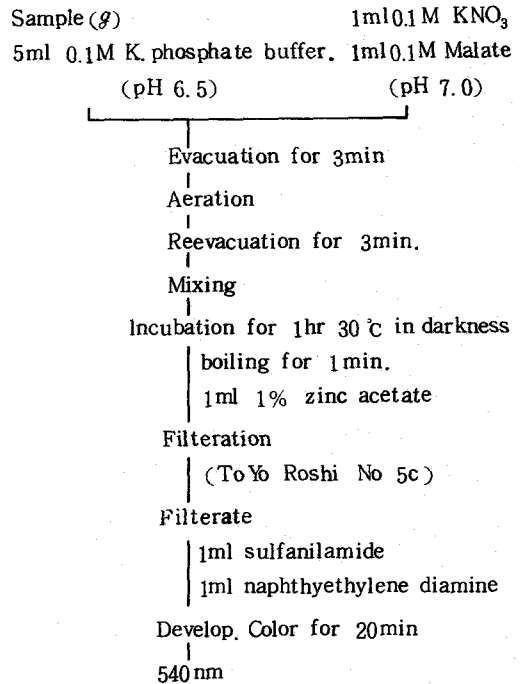 Sample (g) 1ml 0.1M KNO₃
5ml 0.1M K. phosphate buffer. 1ml 0.1M Malate
(pH 6.5) (pH 7.0)
Evacuation for 3min
Aeration
Reevacuation for 3min.
Mixing
Incubation for 1hr 30℃ in darkness
boiling for 1min.
1ml 1% zinc acetate
Filteration
(ToYo Roshi No 5c)
Filterate
1ml sulfanilamide
1ml naphthyethylene diamine
Develop. Color for 20min
540nm